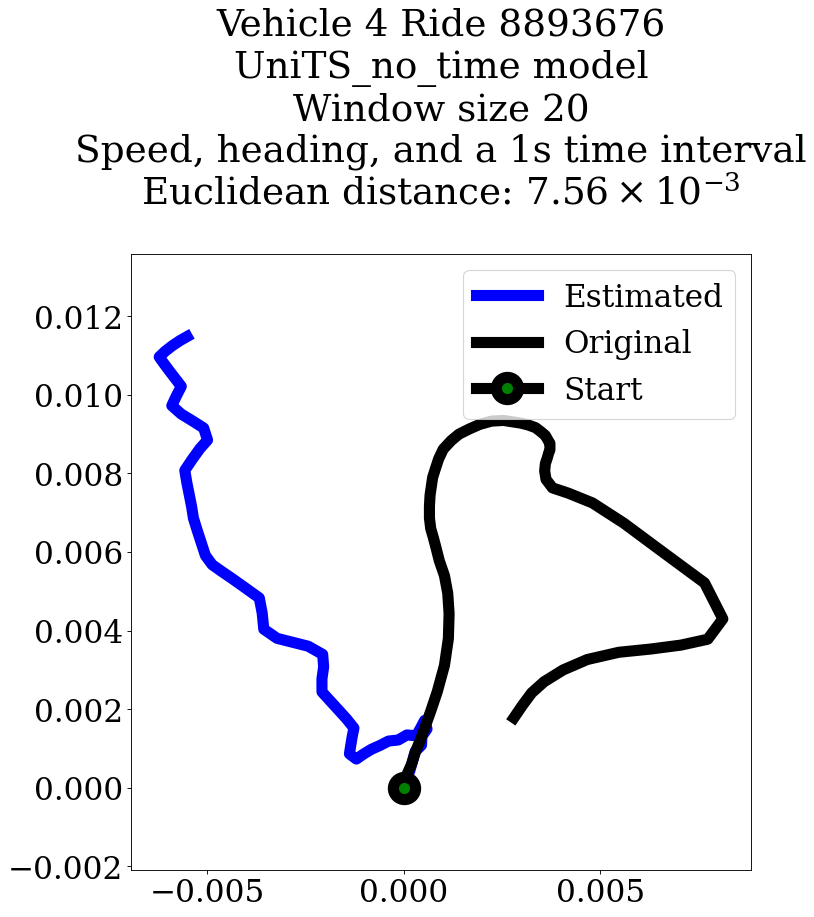 Vehicle 4 Ride 8893676
UniTS_no_time model
Window size 20
Speed, heading, and a 1s time interval
Euclidean distance: 7.56 × 10⁻³
Estimated
Original
Start
0.012
0.010
0.008
0.006
0.004
0.002
0.000
−0.002
−0.005 0.000 0.005